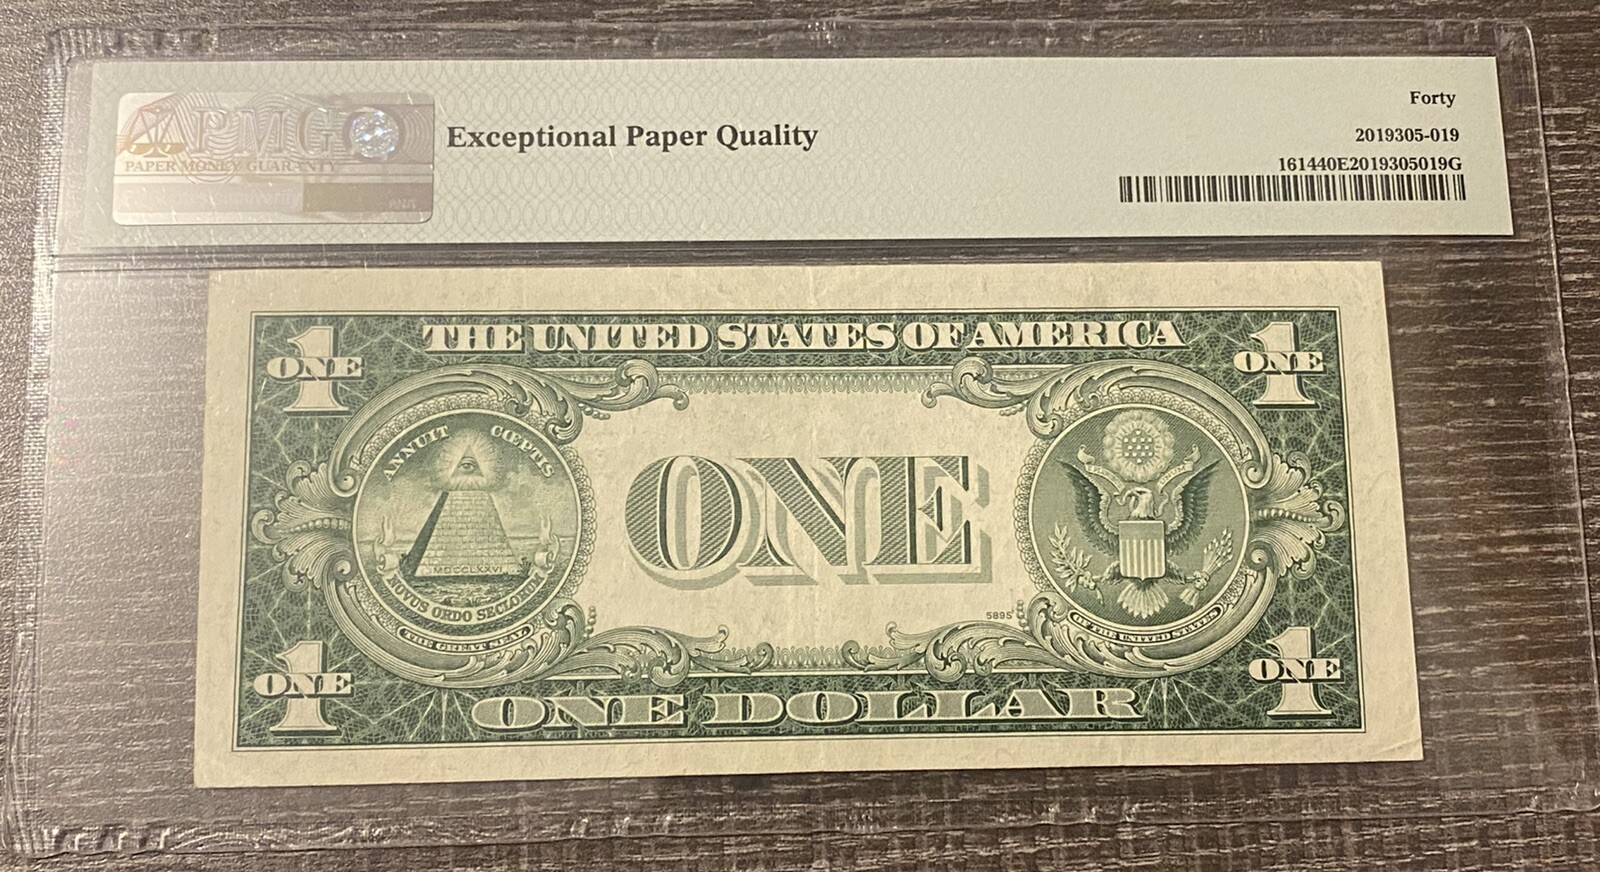 PMG
PAPER MONEY GUARANTY
Exceptional Paper Quality
Forty
2019305-019
161440E2019305019G
THE UNITED STATES OF AMERICA
1
ONE
1
ONE
ANNUIT CŒPTIS
MDCCLXXVI
NOVUS ORDO SECLORUM
THE GREAT SEAL
ONE
5895
OF THE UNITED STATES
1
ONE
1
ONE
ONE DOLLAR